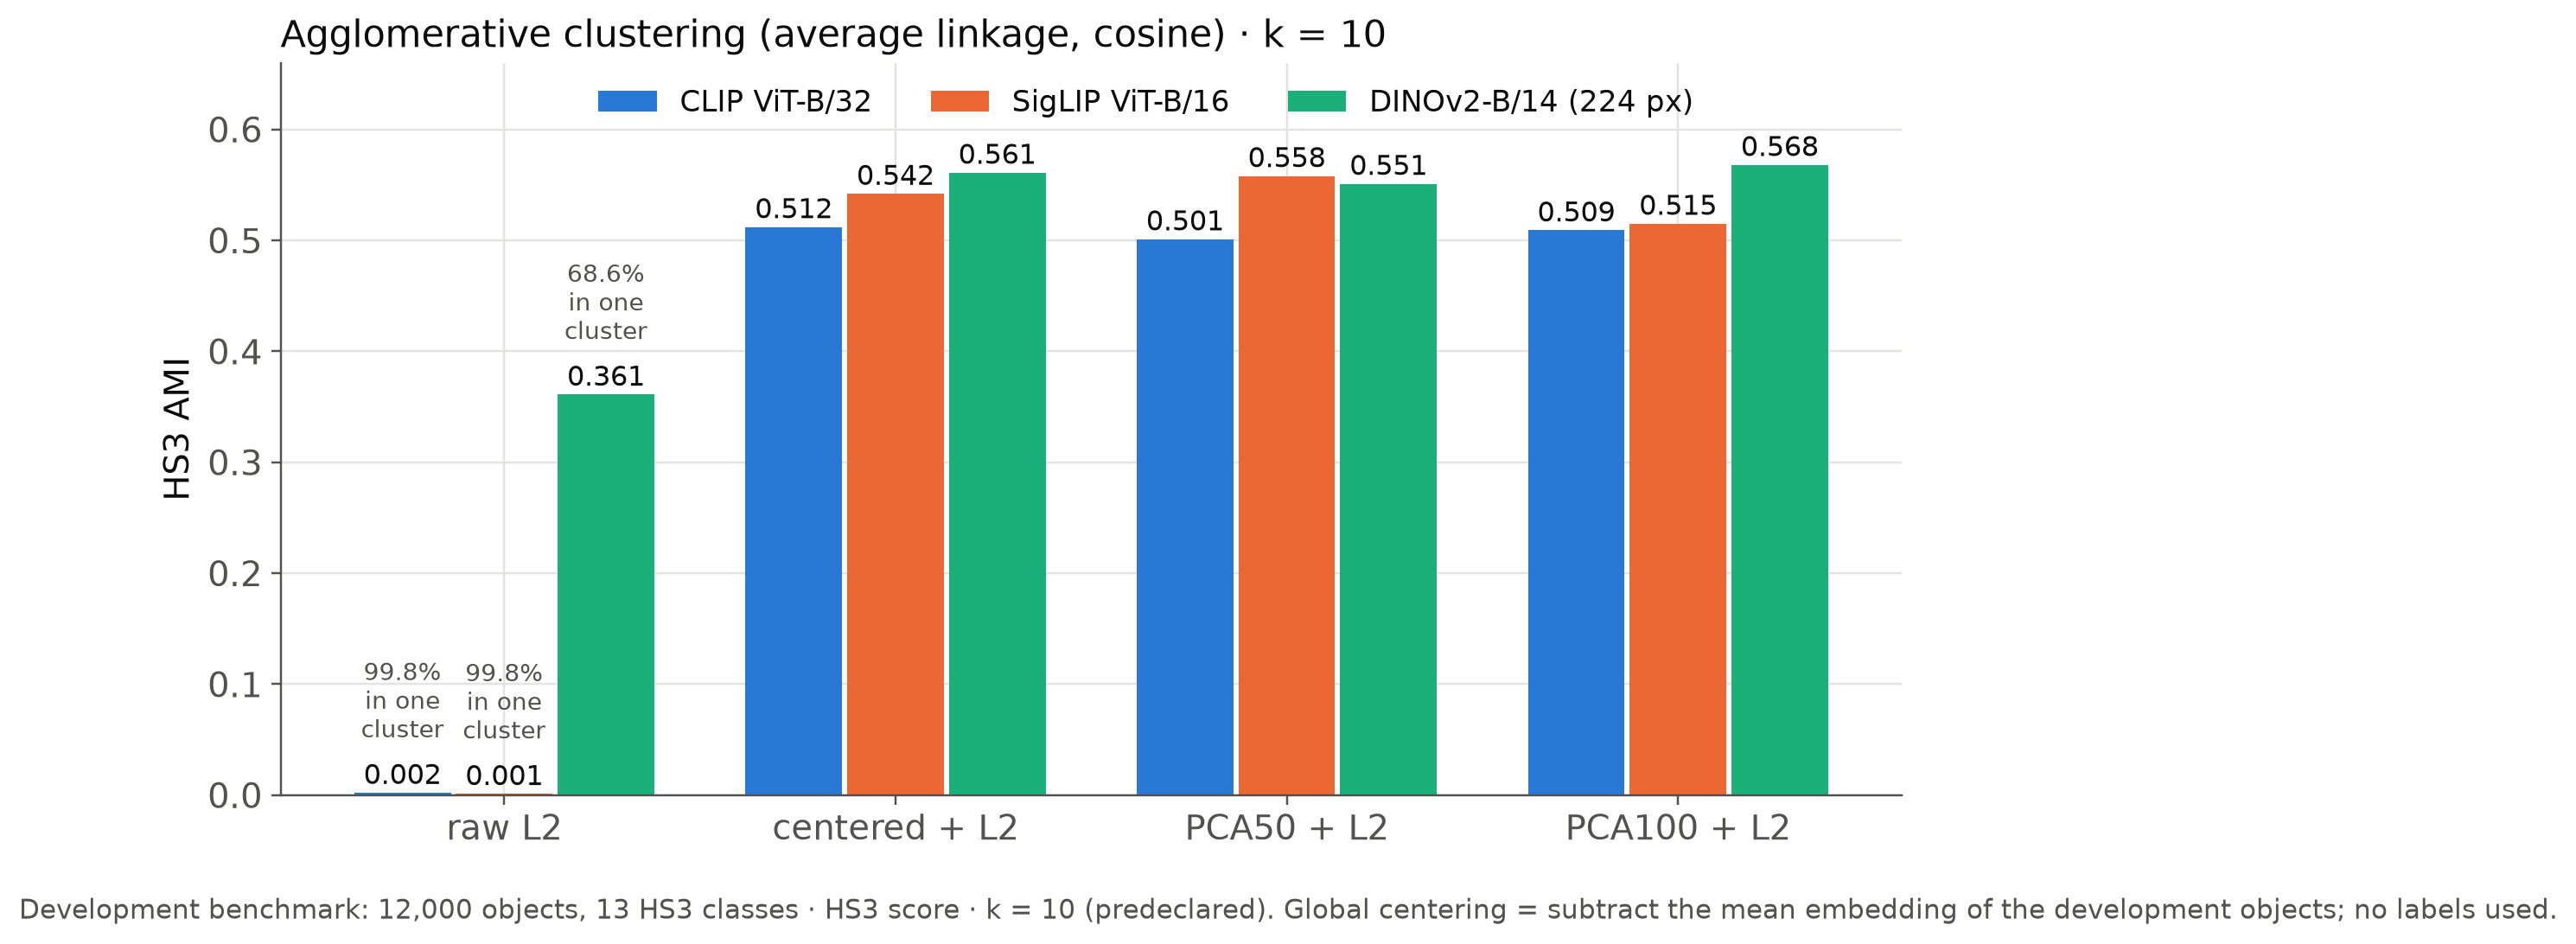 Agglomerative clustering (average linkage, cosine) · k = 10
CLIP ViT-B/32
SigLIP ViT-B/16
DINOv2-B/14 (224 px)
HS3 AMI
0.6
0.5
0.4
0.3
0.2
0.1
0.0
99.8%
in one
cluster
0.002
99.8%
in one
cluster
0.001
68.6%
in one
cluster
0.361
0.512
0.542
0.561
0.501
0.558
0.551
0.509
0.515
0.568
raw L2
centered + L2
PCA50 + L2
PCA100 + L2
Development benchmark: 12,000 objects, 13 HS3 classes · HS3 score · k = 10 (predeclared). Global centering = subtract the mean embedding of the development objects; no labels used.